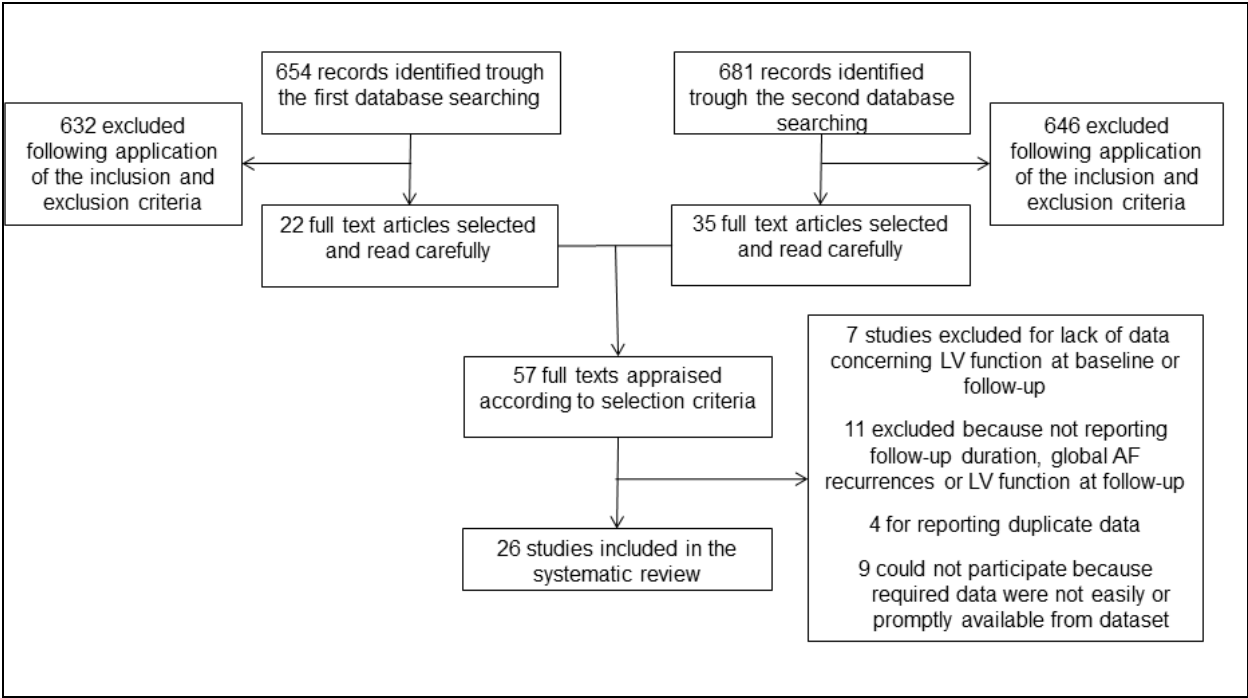 654 records identified trough
the first database searching
681 records identified
trough the second database
searching
632 excluded
following application
of the inclusion and
exclusion criteria
646 excluded
following application
of the inclusion and
exclusion criteria
22 full text articles selected
and read carefully
35 full text articles selected
and read carefully
57 full texts appraised
according to selection criteria
7 studies excluded for lack of data
concerning LV function at baseline or
follow-up
11 excluded because not reporting
follow-up duration, global AF
recurrences or LV function at follow-up
4 for reporting duplicate data
9 could not participate because
required data were not easily or
promptly available from dataset
26 studies included in the
systematic review